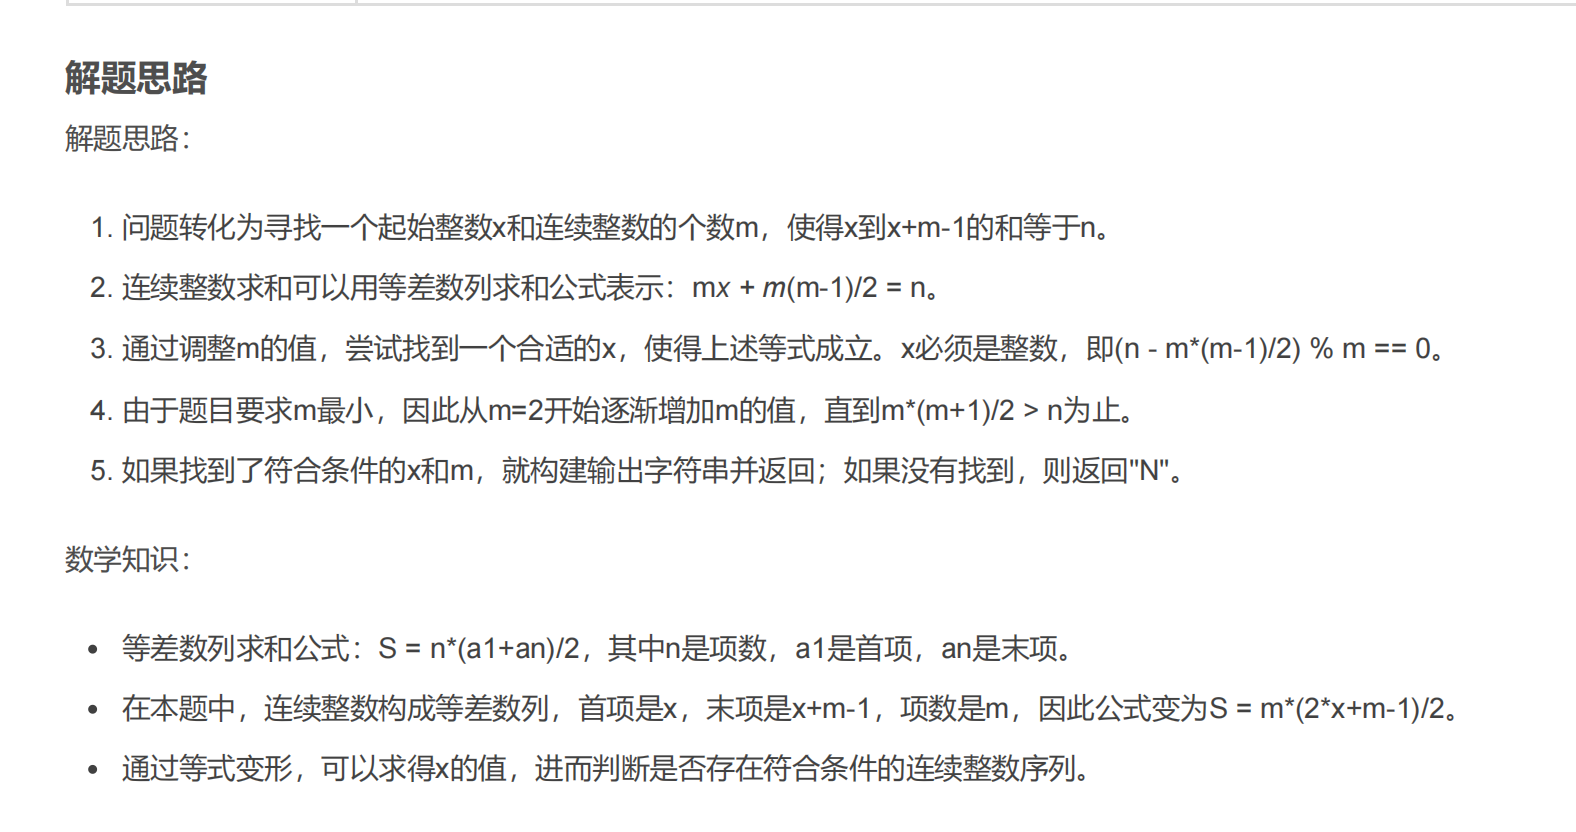 解题思路
解题思路：
1. 问题转化为寻找一个起始整数x和连续整数的个数m，使得x到x+m-1的和等于n。
2. 连续整数求和可以用等差数列求和公式表示：mx + m(m-1)/2 = n。
3. 通过调整m的值，尝试找到一个合适的x，使得上述等式成立。x必须是整数，即(n - m*(m-1)/2) % m == 0。
4. 由于题目要求m最小，因此从m=2开始逐渐增加m的值，直到m*(m+1)/2 > n为止。
5. 如果找到了符合条件的x和m，就构建输出字符串并返回；如果没有找到，则返回"N"。
数学知识：
• 等差数列求和公式：S = n*(a1+an)/2，其中n是项数，a1是首项，an是末项。
• 在本题中，连续整数构成等差数列，首项是x，末项是x+m-1，项数是m，因此公式变为S = m*(2*x+m-1)/2。
• 通过等式变形，可以求得x的值，进而判断是否存在符合条件的连续整数序列。